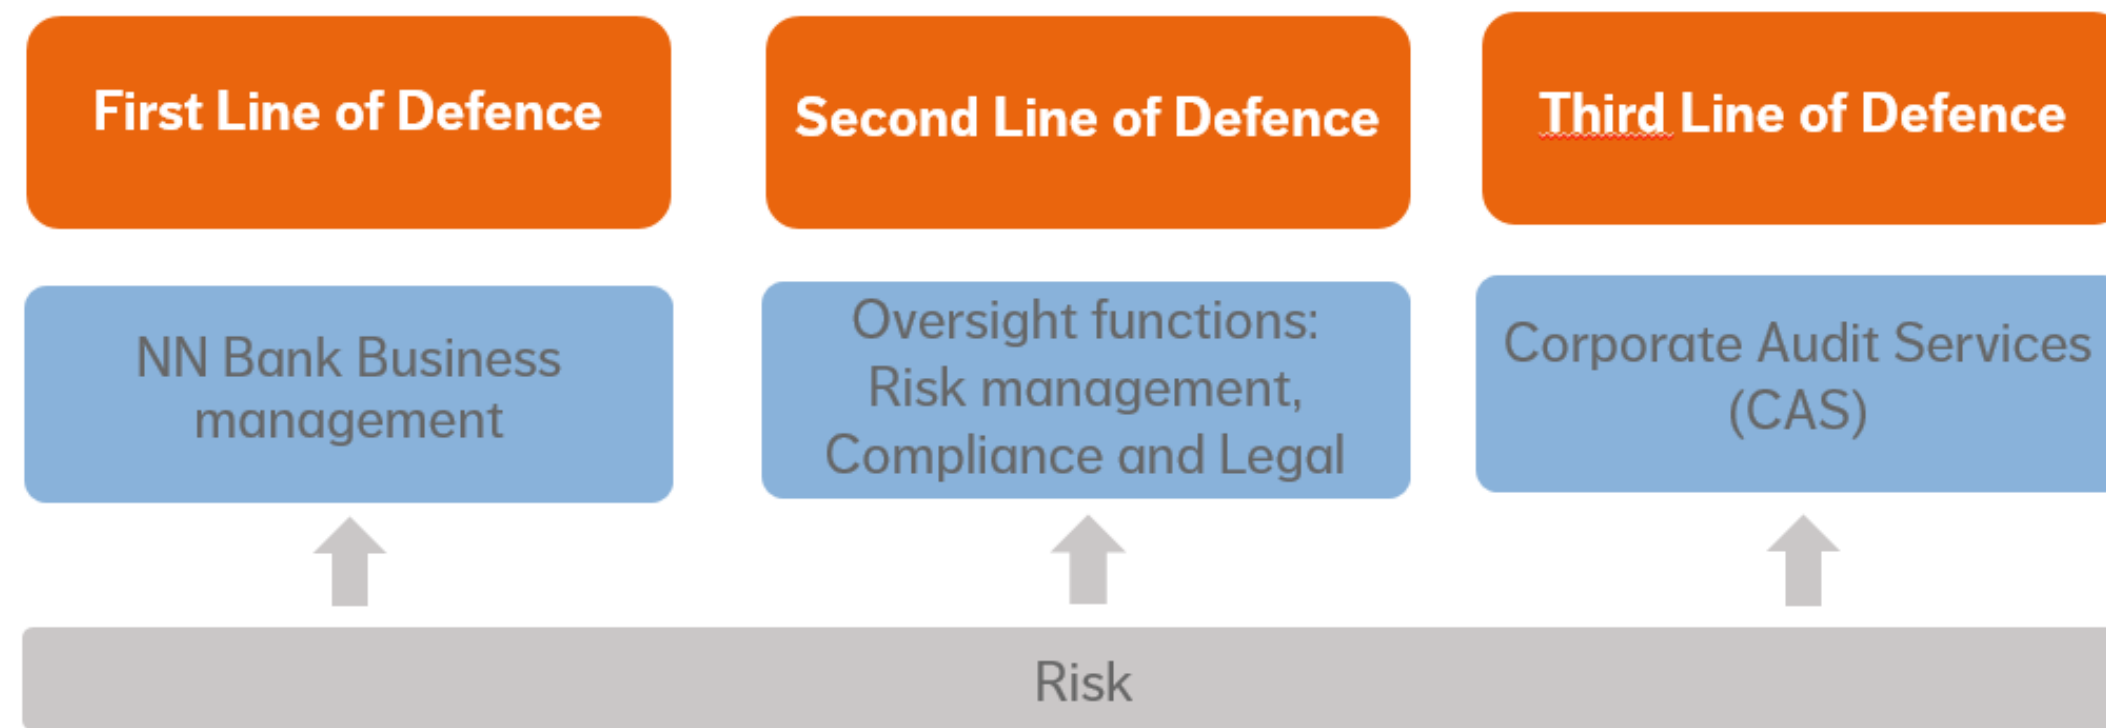 First Line of Defence
Second Line of Defence
Third Line of Defence
NN Bank Business
management
Oversight functions:
Risk management,
Compliance and Legal
Corporate Audit Services
(CAS)
Risk